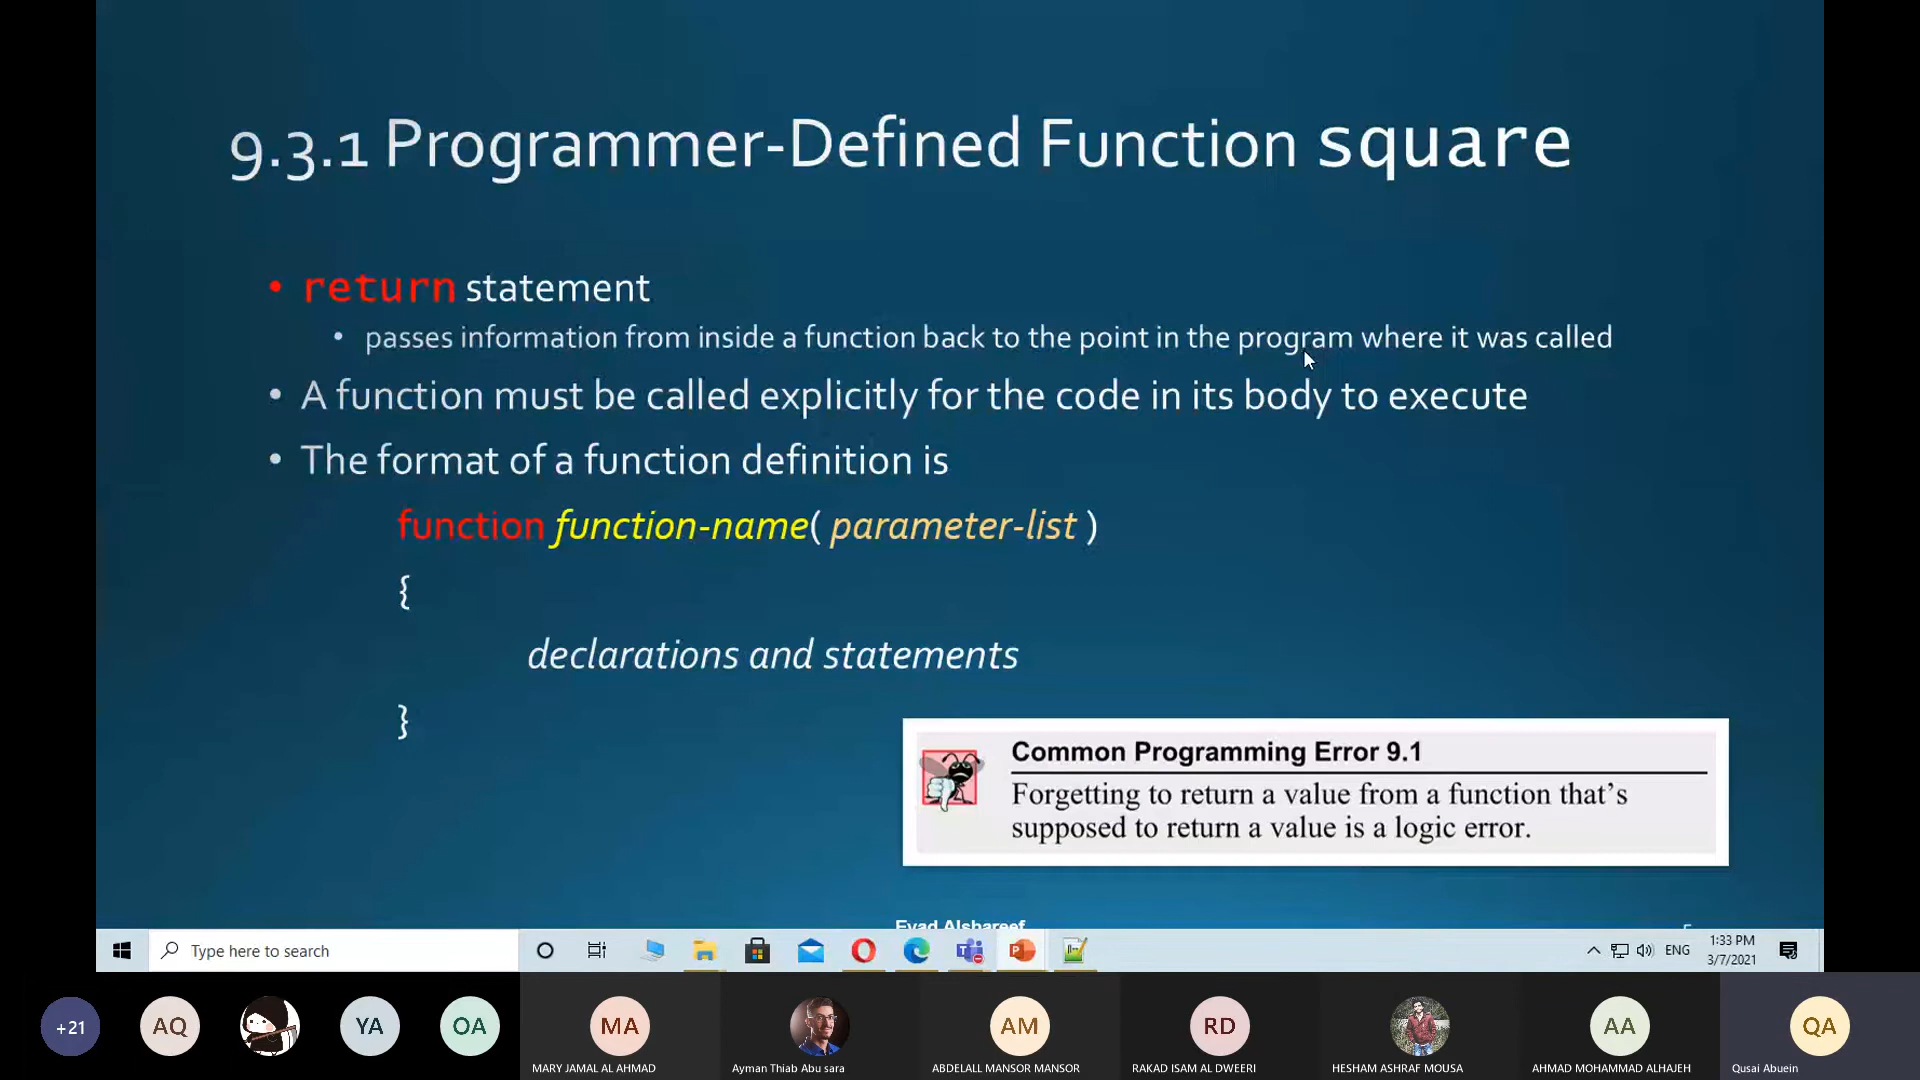 9.3.1 Programmer-Defined Function square
• return statement
• passes information from inside a function back to the point in the program where it was called
• A function must be called explicitly for the code in its body to execute
• The format of a function definition is
function function-name( parameter-list )
{
declarations and statements
}
Common Programming Error 9.1
Forgetting to return a value from a function that's
supposed to return a value is a logic error.
Eyad Alshareef
Type here to search
ENG
1:33 PM
3/7/2021
+21
AQ
YA
OA
MA
AM
RD
AA
QA
MARY JAMAL AL AHMAD
Ayman Thiab Abu sara
ABDELALL MANSOR MANSOR
RAKAD ISAM AL DWEERI
HESHAM ASHRAF MOUSA
AHMAD MOHAMMAD ALHAJEH
Qusai Abuein